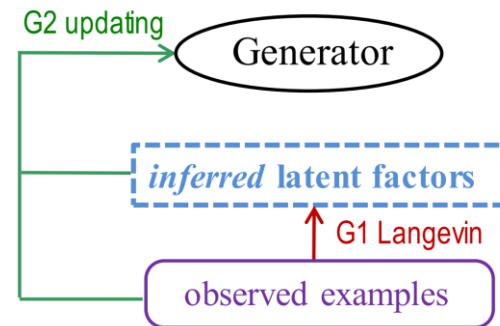 G2 updating
Generator
inferred latent factors
G1 Langevin
observed examples